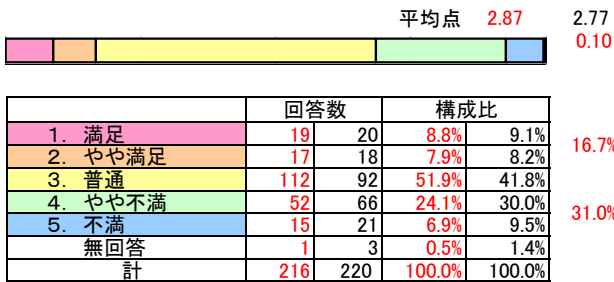 平均点 2.87 2.77
0.10
回答数 構成比
1. 満足 19 20 8.8% 9.1%
16.7%
2. やや満足 17 18 7.9% 8.2%
3. 普通 112 92 51.9% 41.8%
4. やや不満 52 66 24.1% 30.0%
31.0%
5. 不満 15 21 6.9% 9.5%
無回答 1 3 0.5% 1.4%
計 216 220 100.0% 100.0%